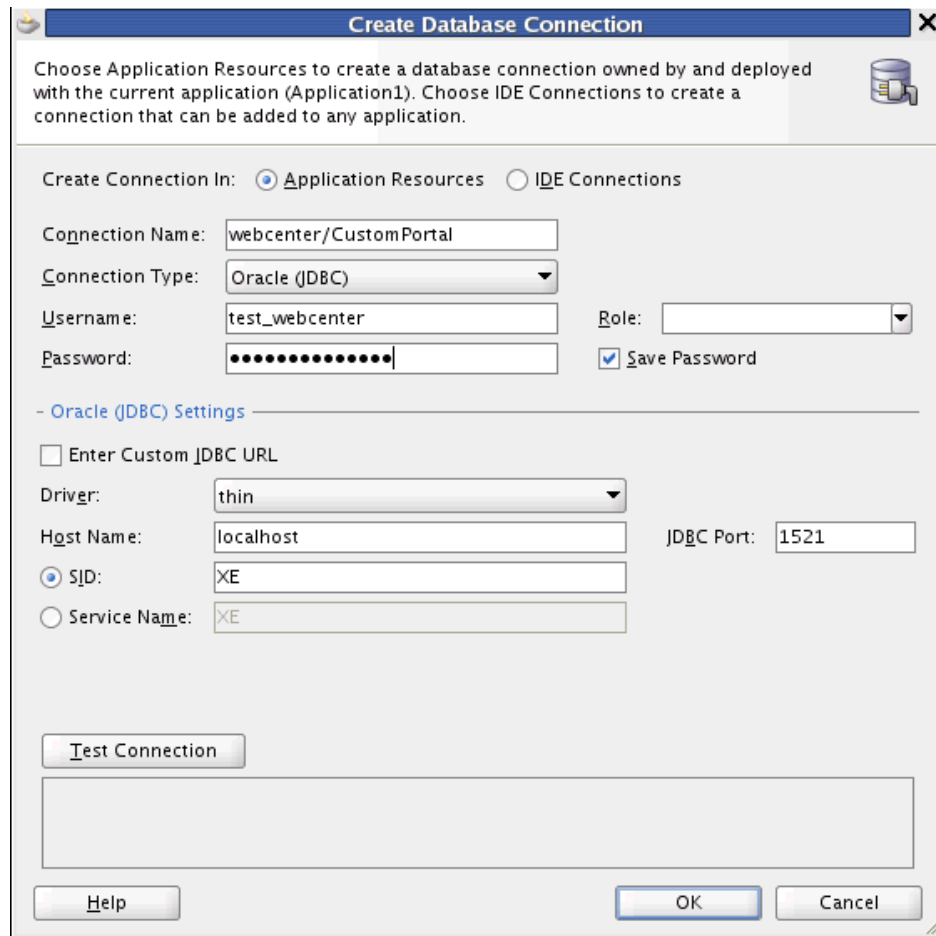 Create Database Connection
Choose Application Resources to create a database connection owned by and deployed
with the current application (Application1). Choose IDE Connections to create a
connection that can be added to any application.
Create Connection In: Application Resources IDE Connections
Connection Name: webcenter/CustomPortal
Connection Type: Oracle (JDBC)
Username: test_webcenter Role:
Password: ●●●●●●●●●●●●●● Save Password
Oracle (JDBC) Settings
Enter Custom JDBC URL
Driver: thin
Host Name: localhost JDBC Port: 1521
SID: XE
Service Name: XE
Test Connection
Help OK Cancel